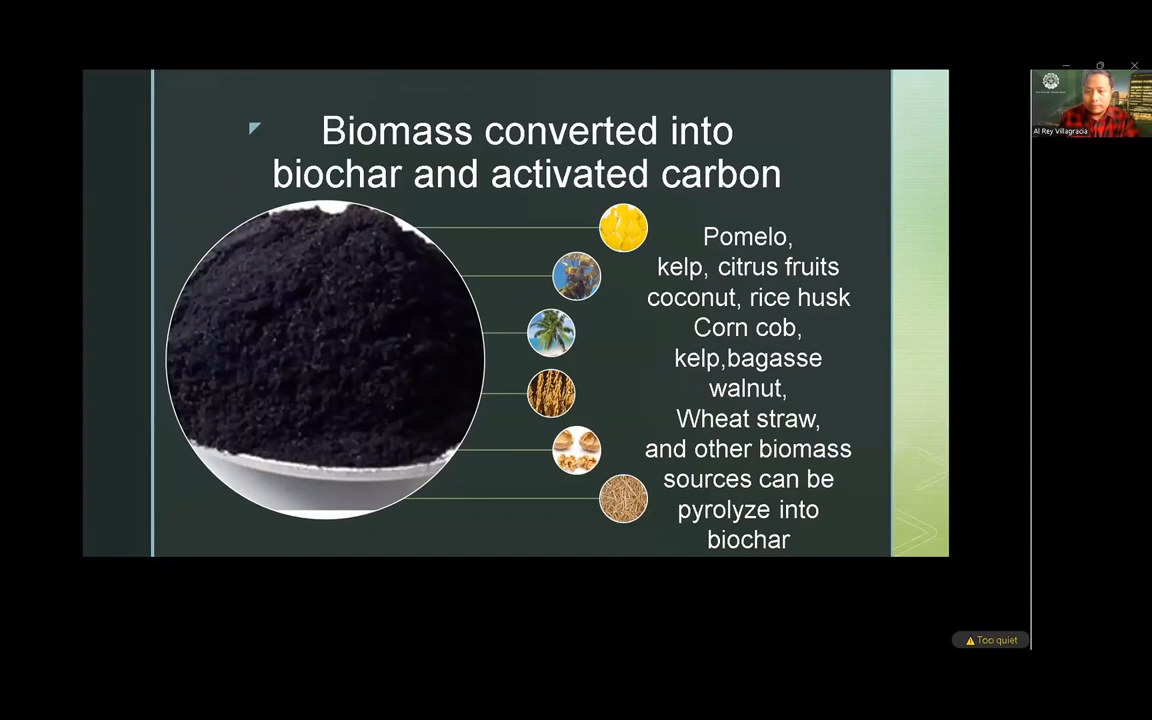 Biomass converted into
biochar and activated carbon
Pomelo,
kelp, citrus fruits
coconut, rice husk
Corn cob,
kelp,bagasse
walnut,
Wheat straw,
and other biomass
sources can be
pyrolyze into
biochar
Al Rey Villagracia
Too quiet